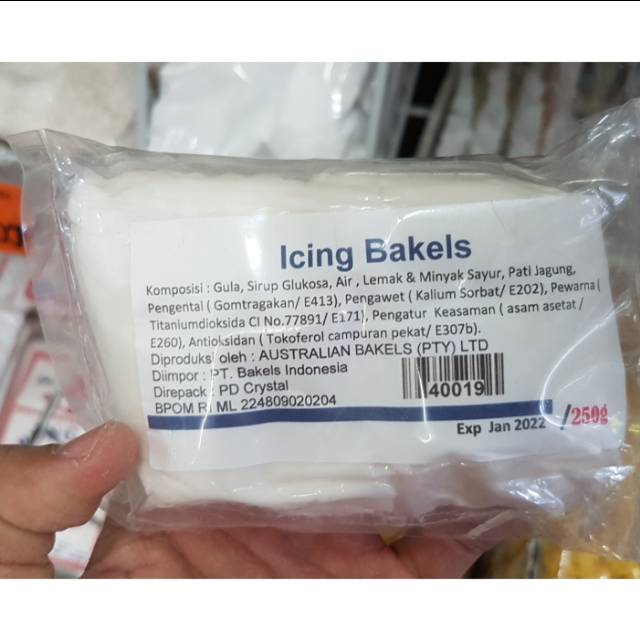 Icing Bakels
Komposisi : Gula, Sirup Glukosa, Air , Lemak & Minyak Sayur, Pati Jagung,
Pengental ( Gomtragakan/ E413), Pengawet ( Kalium Sorbat/ E202), Pewarna (
Titaniumdioksida CI No.77891/ E171), Pengatur Keasaman ( asam asetat /
E260), Antioksidan ( Tokoferol campuran pekat/ E307b).
Diproduksi oleh : AUSTRALIAN BAKELS (PTY) LTD
Diimpor : PT. Bakels Indonesia
Direpack : PD Crystal
BPOM RI ML 224809020204
40019
/250g
Exp Jan 2022